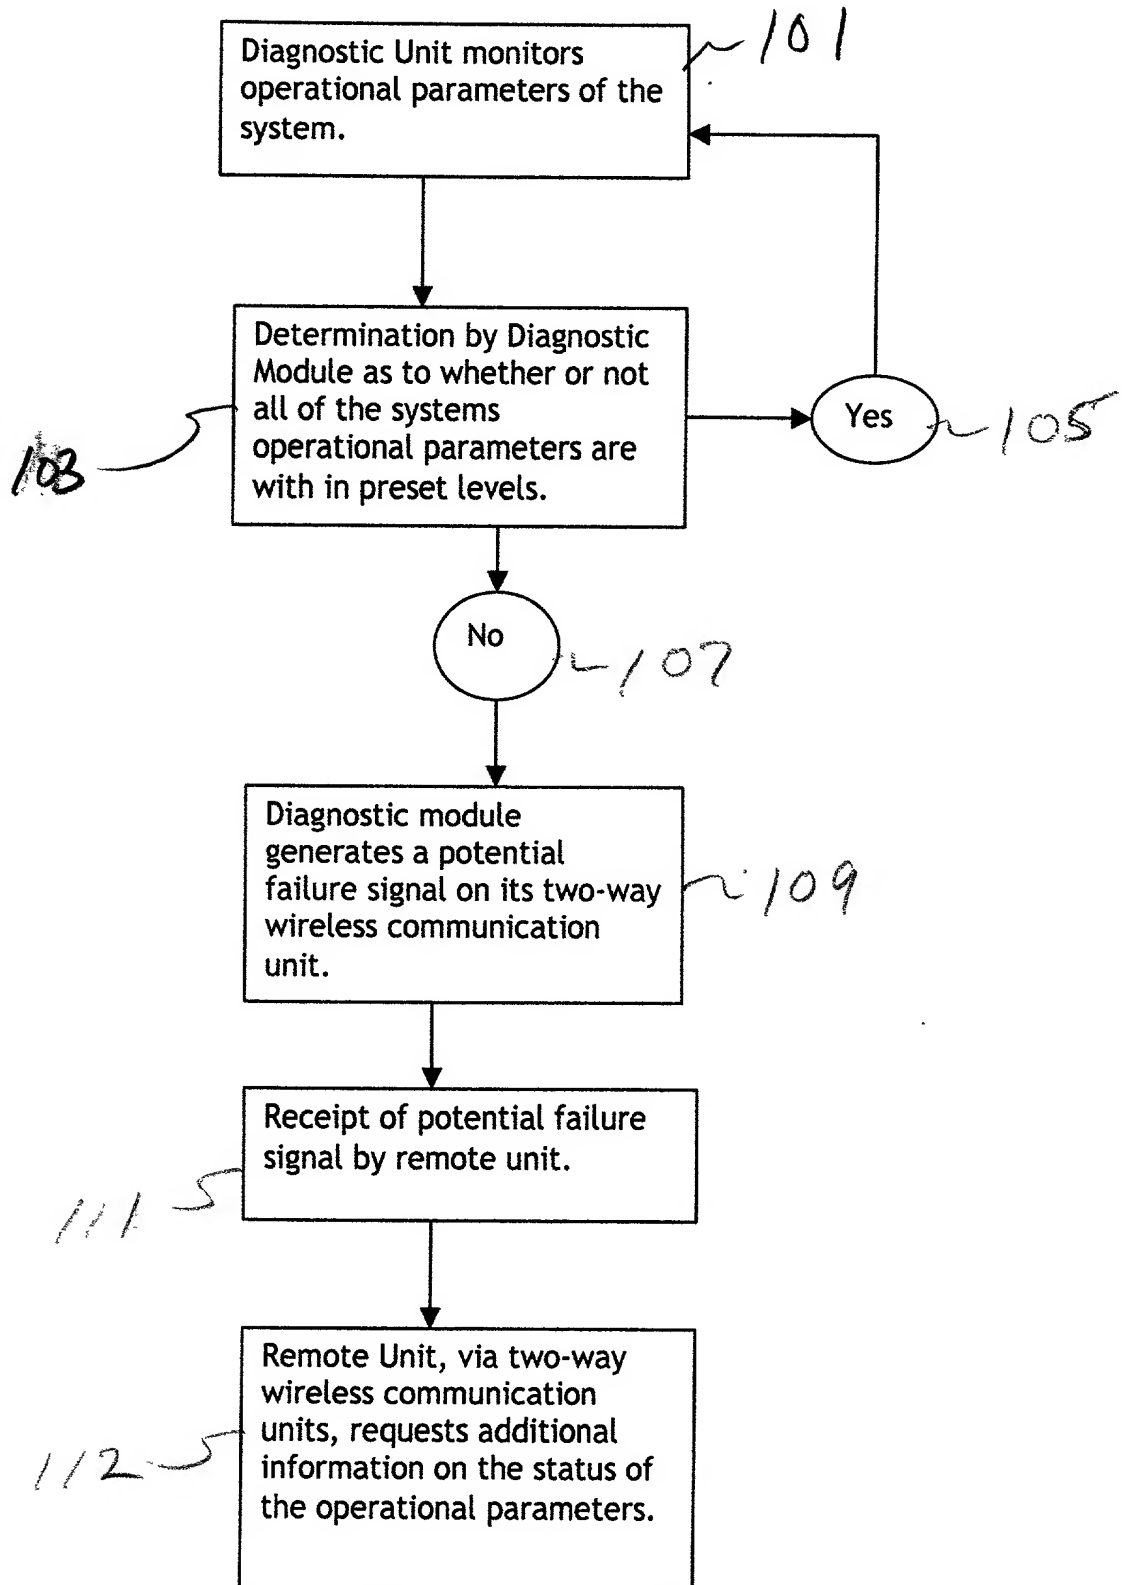 Diagnostic Unit monitors
operational parameters of the
system.
101
Determination by Diagnostic
Module as to whether or not
all of the systems
operational parameters are
with in preset levels.
103
Yes
105
No
107
Diagnostic module
generates a potential
failure signal on its two-way
wireless communication
unit.
109
Receipt of potential failure
signal by remote unit.
111
Remote Unit, via two-way
wireless communication
units, requests additional
information on the status of
the operational parameters.
112